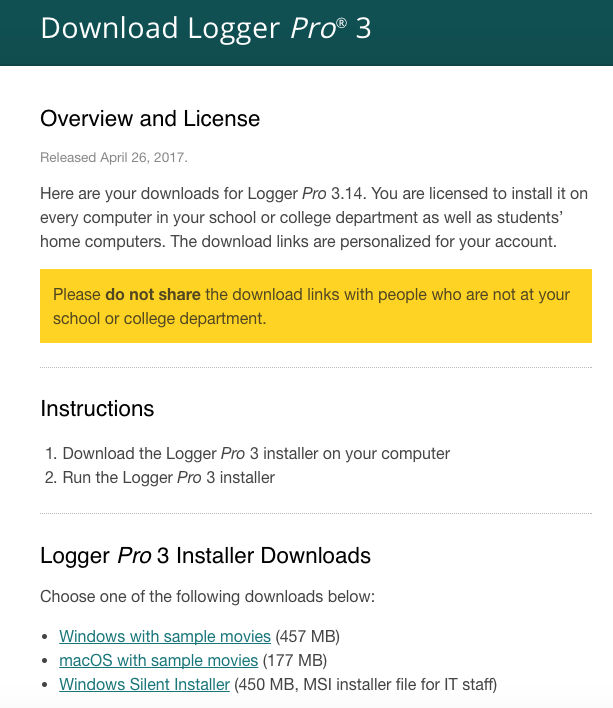 Download Logger Pro® 3
Overview and License
Released April 26, 2017.
Here are your downloads for Logger Pro 3.14. You are licensed to install it on
every computer in your school or college department as well as students’
home computers. The download links are personalized for your account.
Please do not share the download links with people who are not at your
school or college department.
Instructions
1. Download the Logger Pro 3 installer on your computer
2. Run the Logger Pro 3 installer
Logger Pro 3 Installer Downloads
Choose one of the following downloads below:
• Windows with sample movies (457 MB)
• macOS with sample movies (177 MB)
• Windows Silent Installer (450 MB, MSI installer file for IT staff)